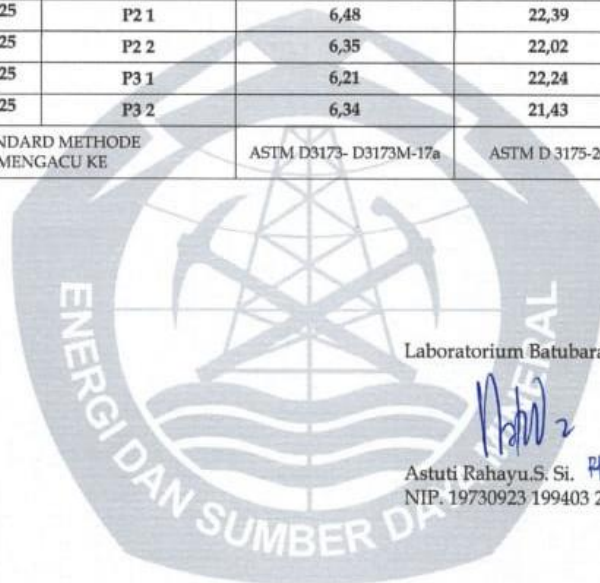 25 P2 1 6,48 22,39
25 P2 2 6,35 22,02
25 P3 1 6,21 22,24
25 P3 2 6,34 21,43
NDARD METHODE ASTM D3173- D3173M-17a ASTM D 3175-2
MENGACU KE
Laboratorium Batubara
Astuti Rahayu.S. Si.
NIP. 19730923 199403 2
ENERGI DAN SUMBER DAYA MINERAL